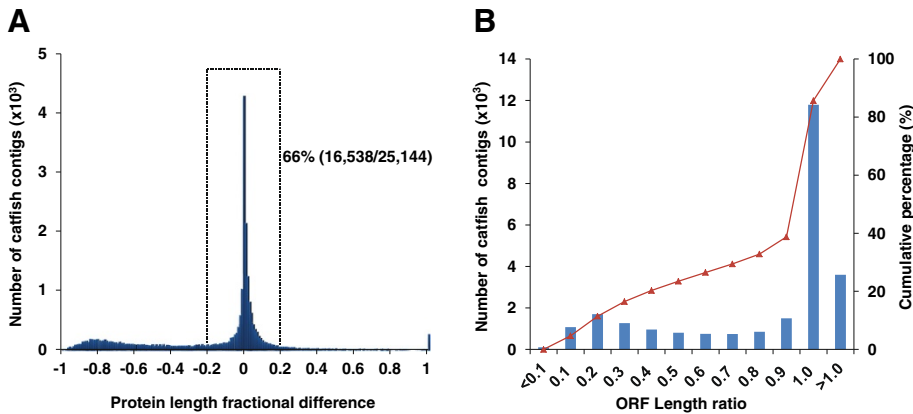 A
5
4
3
2
1
0
Number of catfish contigs (x10³)
66% (16,538/25,144)
-1 -0.8 -0.6 -0.4 -0.2 0 0.2 0.4 0.6 0.8 1
Protein length fractional difference
B
14
12
10
8
6
4
2
0
Number of catfish contigs (x10³)
100
80
60
40
20
0
Cumulative percentage (%)
<0.1 0.1 0.2 0.3 0.4 0.5 0.6 0.7 0.8 0.9 1.0 >1.0
ORF Length ratio